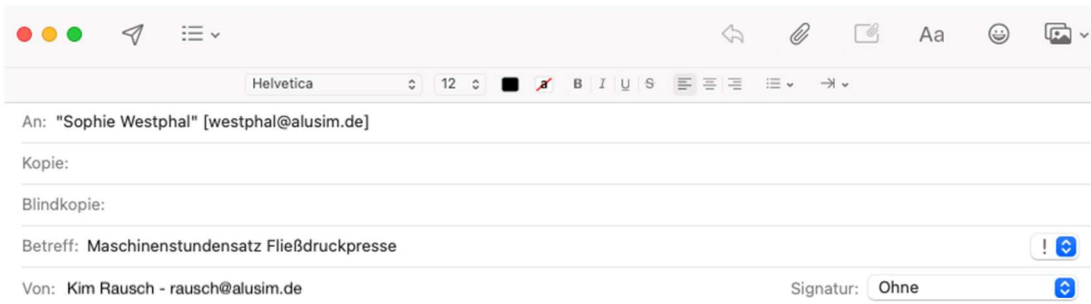 Aa
Helvetica 12 a B I U S
An: "Sophie Westphal" [westphal@alusim.de]
Kopie:
Blindkopie:
Betreff: Maschinenstundensatz Fließdruckpresse !
Von: Kim Rausch - rausch@alusim.de Signatur: Ohne